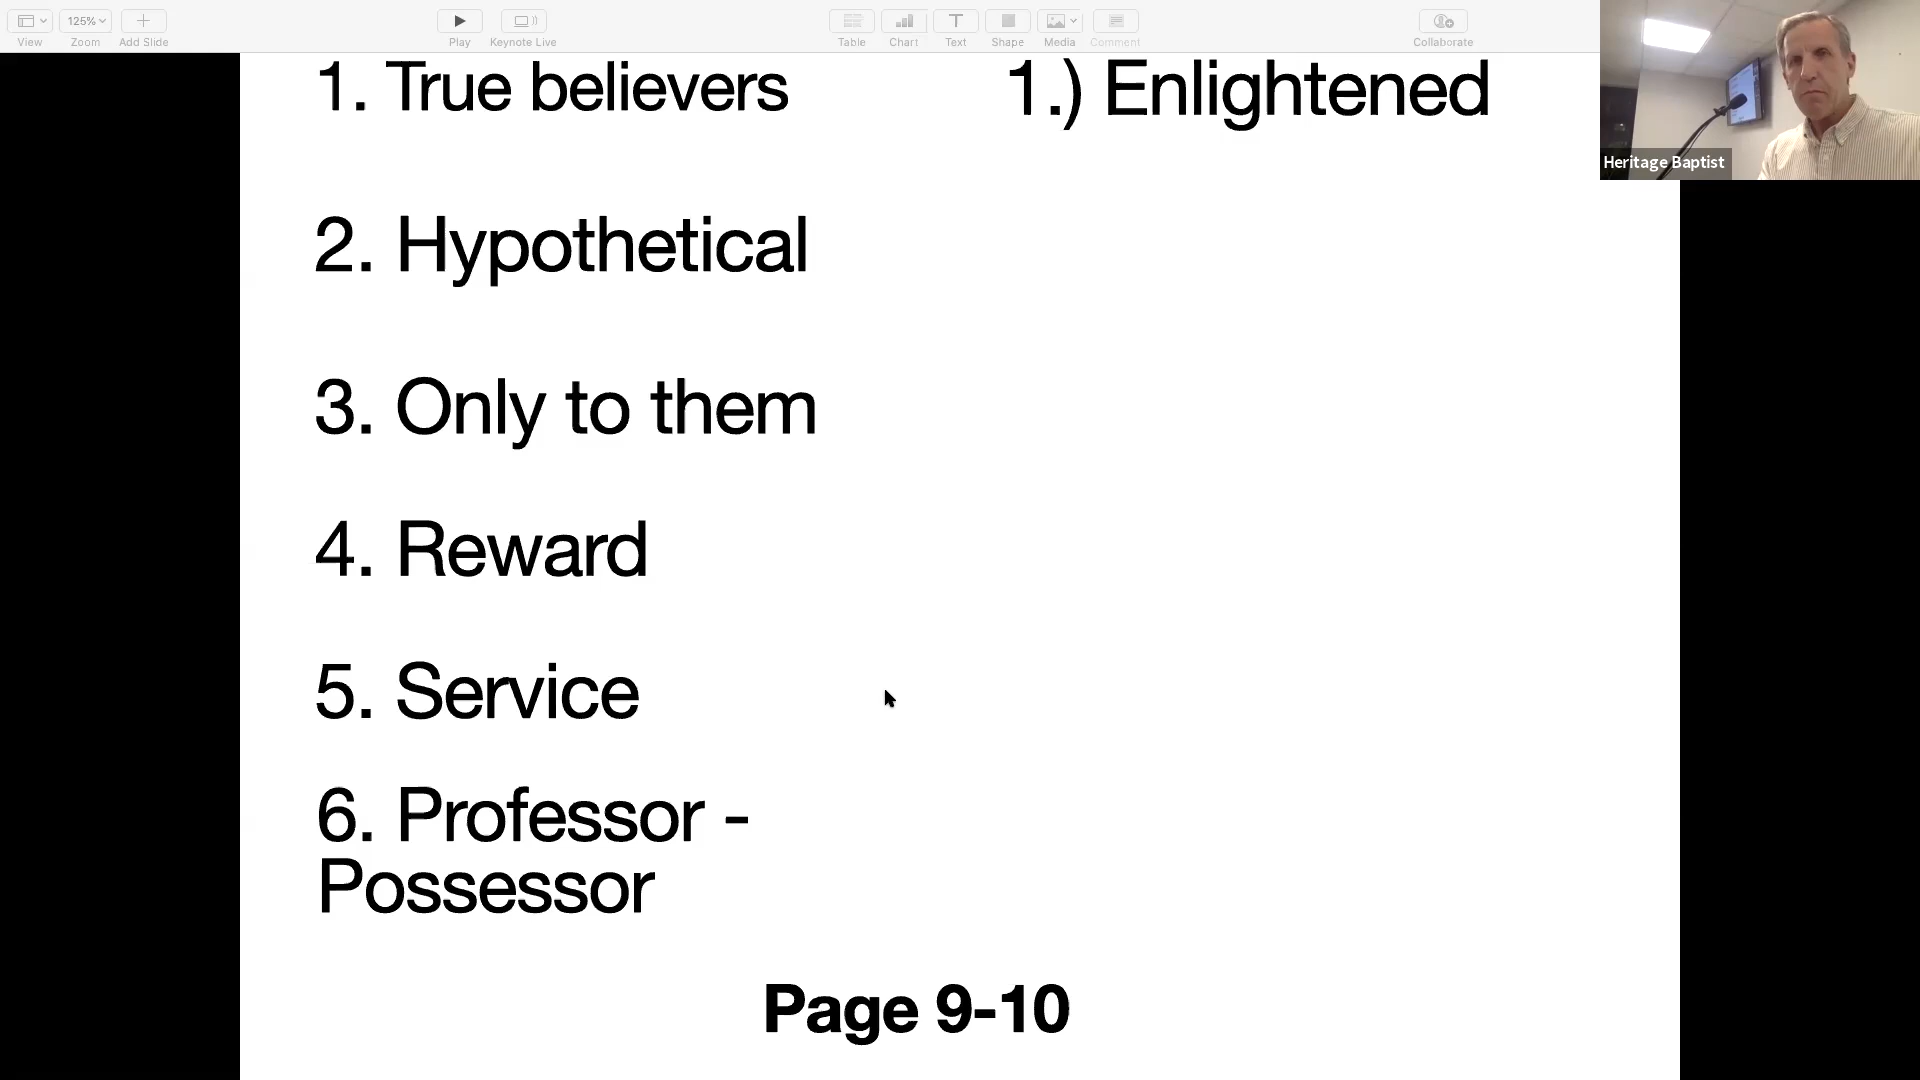 125%
View
Zoom
Add Slide
Play
Keynote Live
Table
Chart
Text
Shape
Media
Comment
Collaborate
Heritage Baptist
1. True believers
1.) Enlightened
2. Hypothetical
3. Only to them
4. Reward
5. Service
6. Professor -
Possessor
Page 9-10